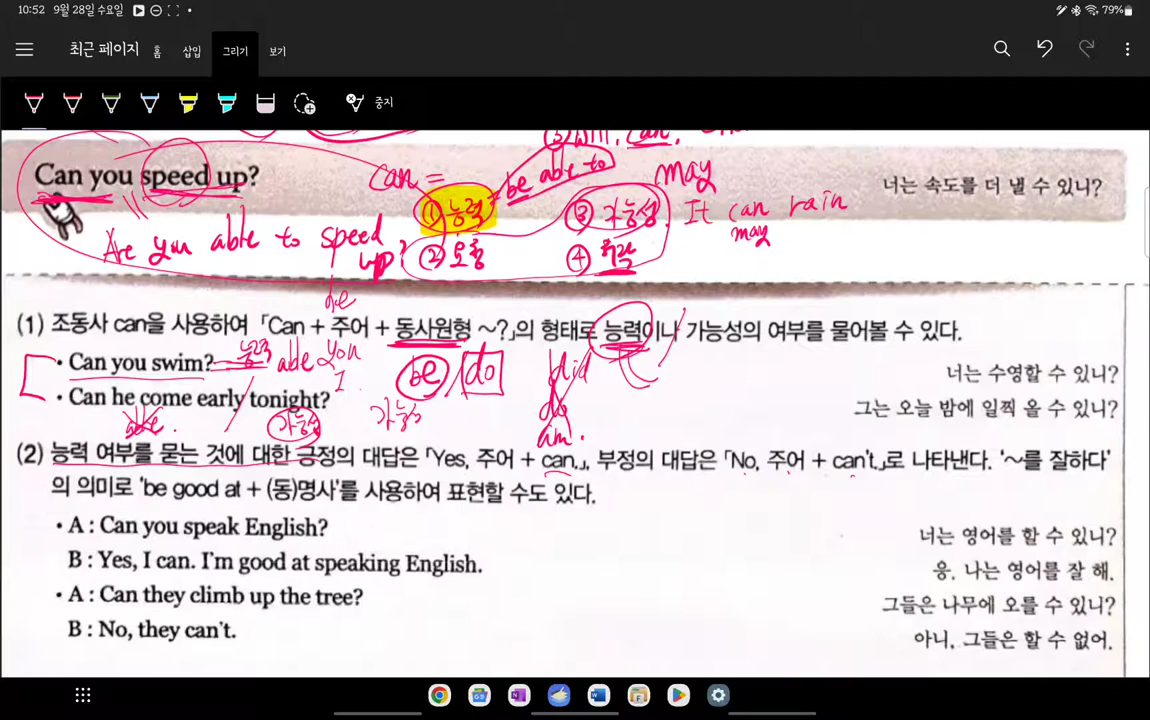 10:52 9월 28일 수요일 79%
최근 페이지 홈 삽입 그리기 보기
중지
③ will, can,
Can you speed up?
can =
① 능력 = be able to
may
③ 가능성. It can rain
may
너는 속도를 더 낼 수 있니?
Are you able to speed up?
② 요청
④ 허락
(1) 조동사 can을 사용하여 「Can + 주어 + 동사원형 ~?」의 형태로 능력이나 가능성의 여부를 물어볼 수 있다.
• Can you swim? 능력 able you
I
be / do
did
do
am.
너는 수영할 수 있니?
• Can he come early tonight?
가능성
가능성
그는 오늘 밤에 일찍 올 수 있니?
(2) 능력 여부를 묻는 것에 대한 긍정의 대답은 「Yes, 주어 + can.」, 부정의 대답은 「No, 주어 + can't.」로 나타낸다. '~를 잘하다'
의 의미로 'be good at + (동)명사'를 사용하여 표현할 수도 있다.
• A : Can you speak English? 너는 영어를 할 수 있니?
B : Yes, I can. I'm good at speaking English. 응. 나는 영어를 잘 해.
• A : Can they climb up the tree? 그들은 나무에 오를 수 있니?
B : No, they can't. 아니, 그들은 할 수 없어.